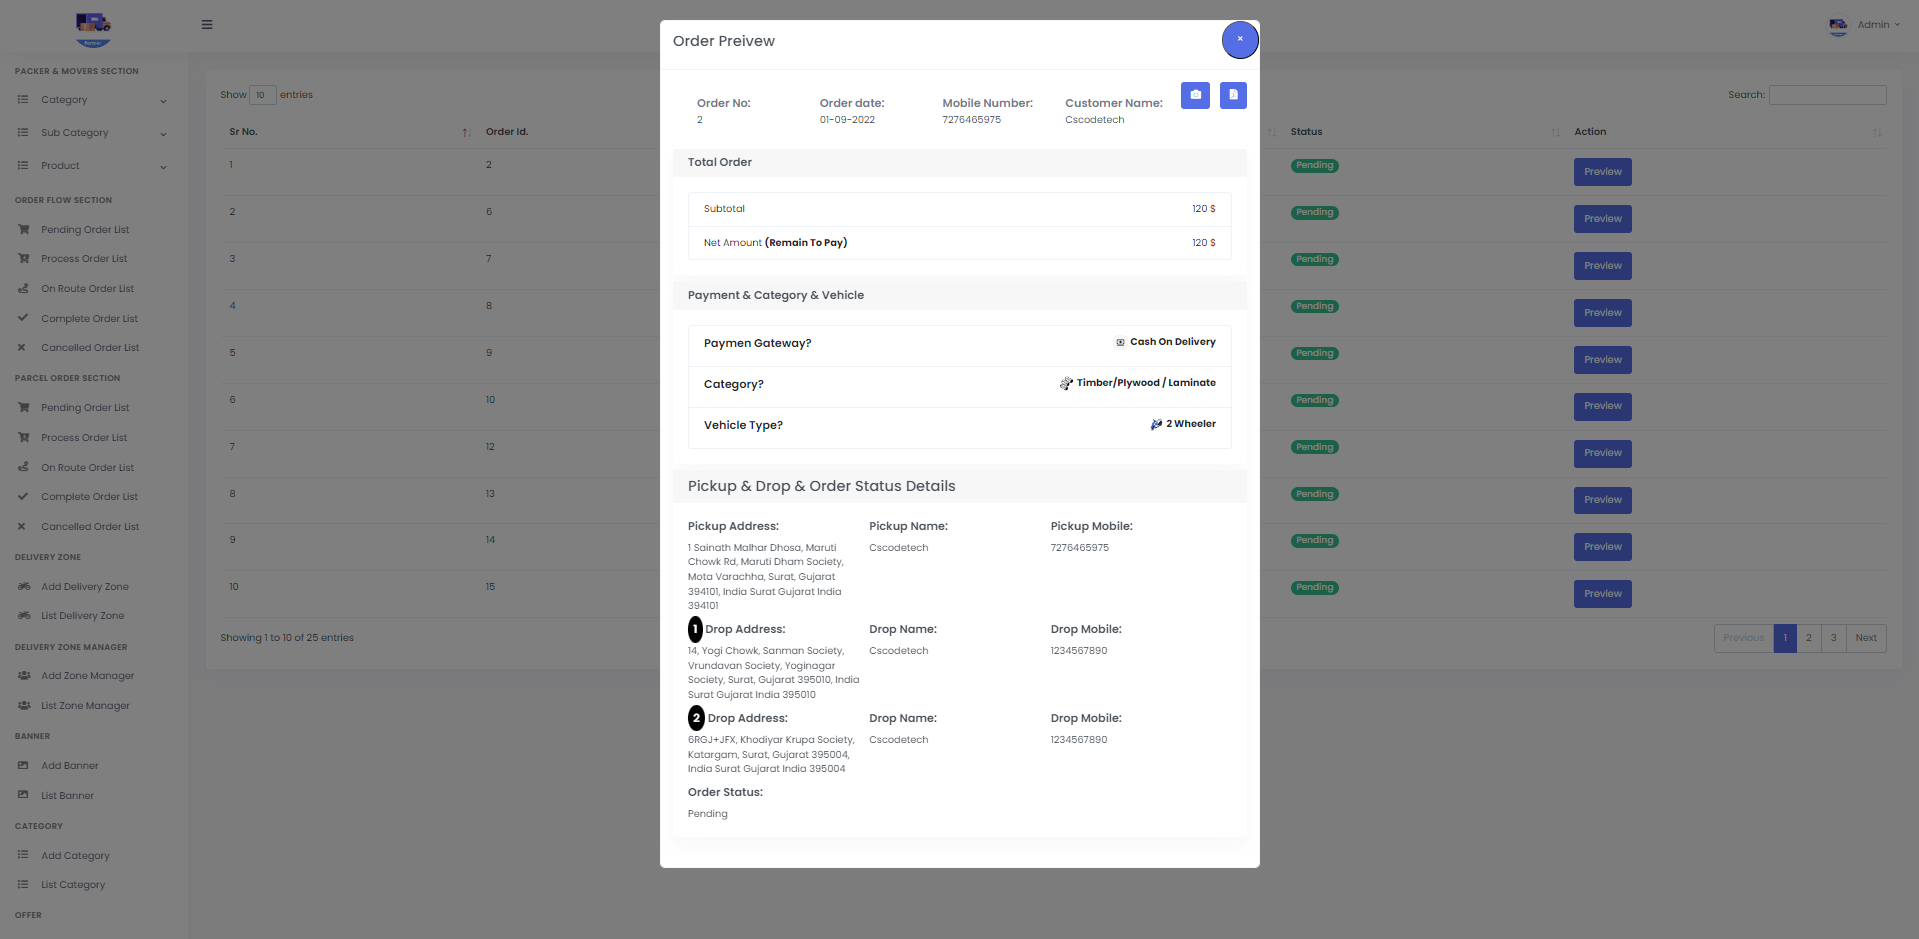 Partner
Admin
PACKER & MOVERS SECTION
Category
Sub Category
Product
ORDER FLOW SECTION
Pending Order List
Process Order List
On Route Order List
Complete Order List
Cancelled Order List
PARCEL ORDER SECTION
Pending Order List
Process Order List
On Route Order List
Complete Order List
Cancelled Order List
DELIVERY ZONE
Add Delivery Zone
List Delivery Zone
DELIVERY ZONE MANAGER
Add Zone Manager
List Zone Manager
BANNER
Add Banner
List Banner
CATEGORY
Add Category
List Category
OFFER
Show 10 entries
Search:
Sr No. Order Id. Status Action
1 2 Pending Preview
2 6 Pending Preview
3 7 Pending Preview
4 8 Pending Preview
5 9 Pending Preview
6 10 Pending Preview
7 12 Pending Preview
8 13 Pending Preview
9 14 Pending Preview
10 15 Pending Preview
Showing 1 to 10 of 25 entries
Previous 1 2 3 Next
Order Preivew
×
Order No: Order date: Mobile Number: Customer Name:
2 01-09-2022 7276465975 Cscodetech
Total Order
Subtotal 120 $
Net Amount (Remain To Pay) 120 $
Payment & Category & Vehicle
Paymen Gateway? Cash On Delivery
Category? Timber/Plywood / Laminate
Vehicle Type? 2 Wheeler
Pickup & Drop & Order Status Details
Pickup Address: Pickup Name: Pickup Mobile:
1 Sainath Malhar Dhosa, Maruti Cscodetech 7276465975
Chowk Rd, Maruti Dham Society,
Mota Varachha, Surat, Gujarat
394101, India Surat Gujarat India
394101
1 Drop Address: Drop Name: Drop Mobile:
14, Yogi Chowk, Sanman Society, Cscodetech 1234567890
Vrundavan Society, Yoginagar
Society, Surat, Gujarat 395010, India
Surat Gujarat India 395010
2 Drop Address: Drop Name: Drop Mobile:
6RGJ+JFX, Khodiyar Krupa Society, Cscodetech 1234567890
Katargam, Surat, Gujarat 395004,
India Surat Gujarat India 395004
Order Status:
Pending